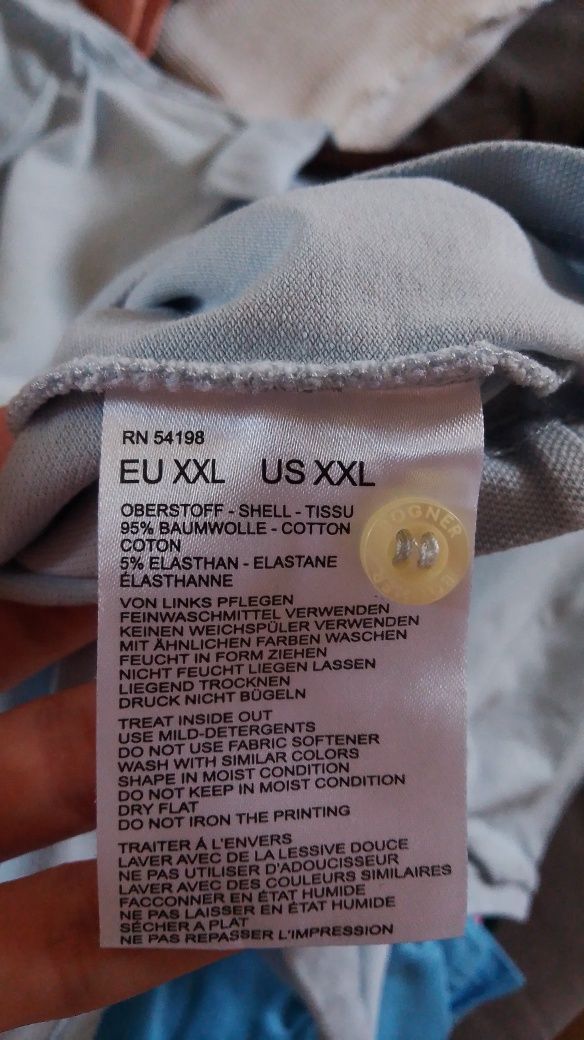 RN 54198
EU XXL US XXL
OBERSTOFF - SHELL - TISSU
95% BAUMWOLLE - COTTON
COTON
5% ELASTHAN - ELASTANE
ÉLASTHANNE
VON LINKS PFLEGEN
FEINWASCHMITTEL VERWENDEN
KEINEN WEICHSPÜLER VERWENDEN
MIT ÄHNLICHEN FARBEN WASCHEN
FEUCHT IN FORM ZIEHEN
NICHT FEUCHT LIEGEN LASSEN
LIEGEND TROCKNEN
DRUCK NICHT BÜGELN
TREAT INSIDE OUT
USE MILD-DETERGENTS
DO NOT USE FABRIC SOFTENER
WASH WITH SIMILAR COLORS
SHAPE IN MOIST CONDITION
DO NOT KEEP IN MOIST CONDITION
DRY FLAT
DO NOT IRON THE PRINTING
TRAITER Á L'ENVERS
LAVER AVEC DE LA LESSIVE DOUCE
NE PAS UTILISER D'ADOUCISSEUR
LAVER AVEC DES COULEURS SIMILAIRES
FACCONNER EN ÉTAT HUMIDE
NE PAS LAISSER EN ÉTAT HUMIDE
SÉCHER A PLAT
NE PAS REPASSER L'IMPRESSION